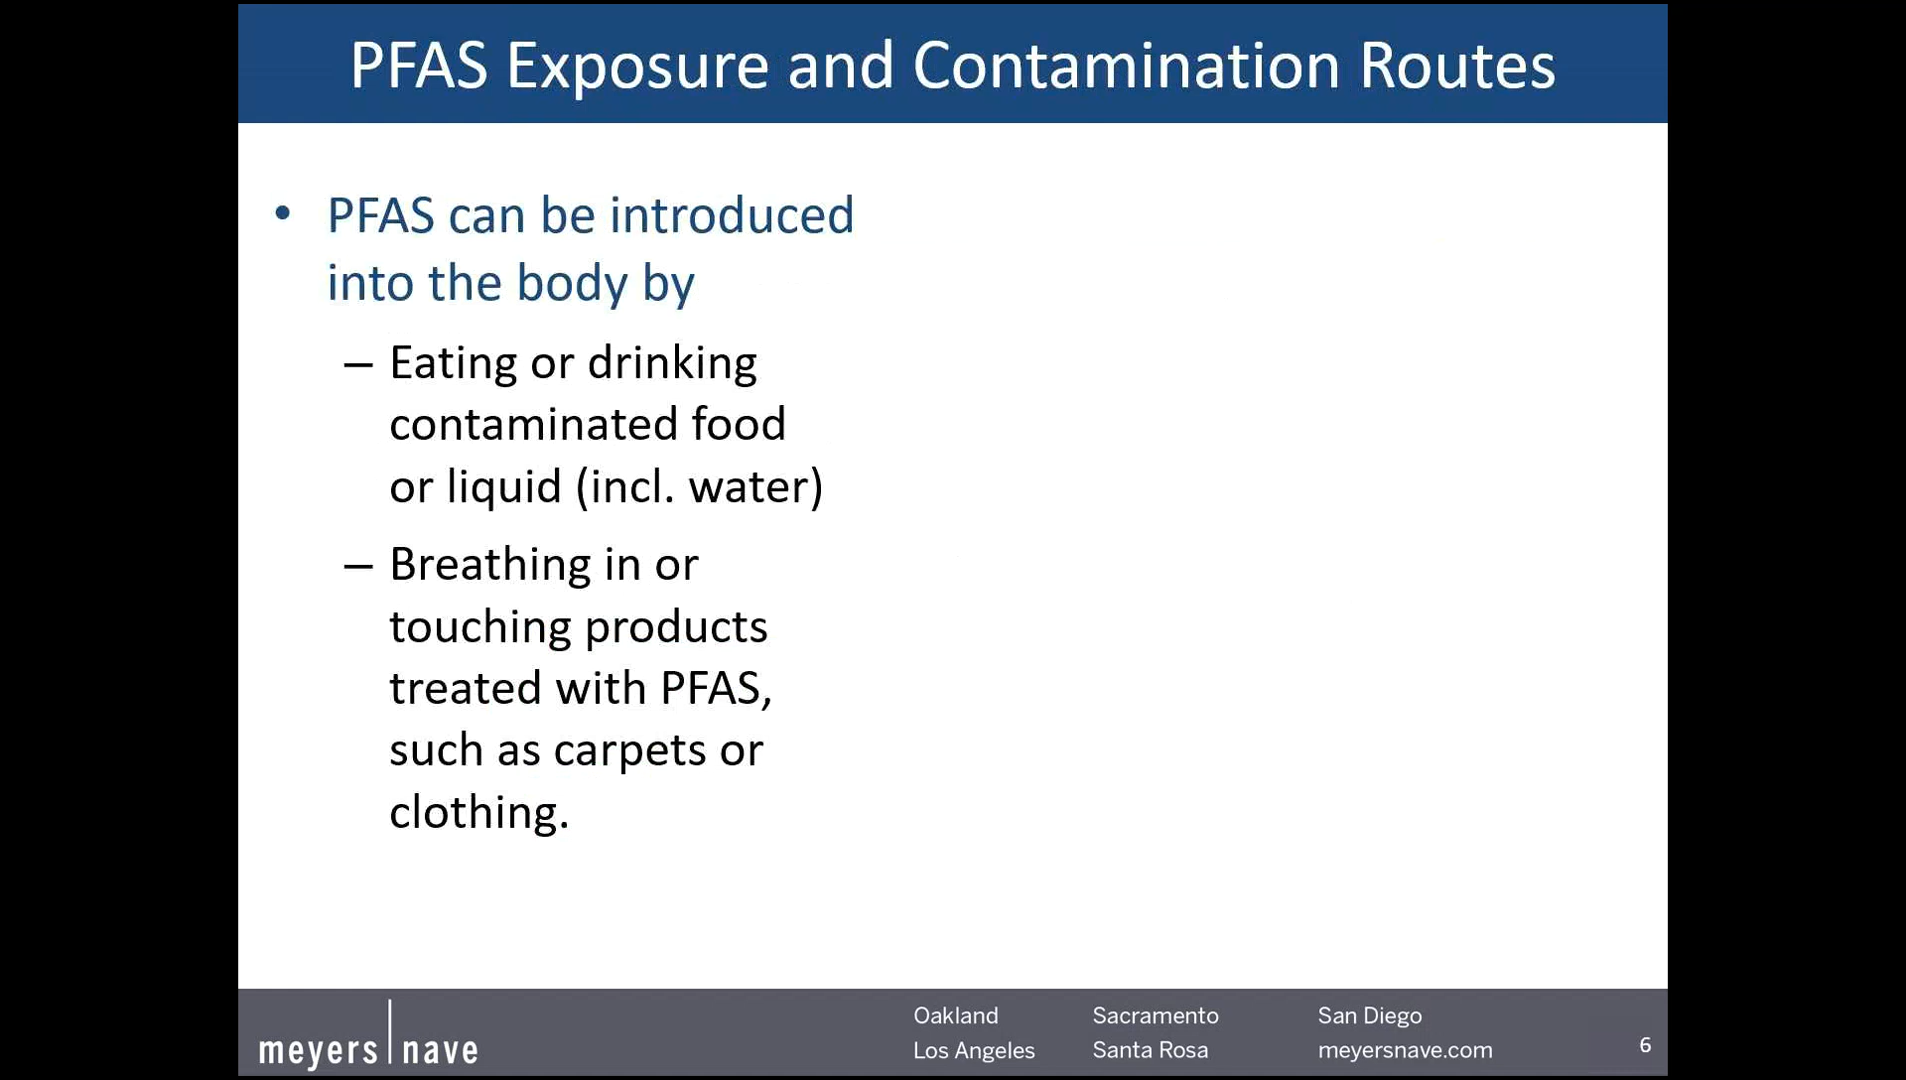 PFAS Exposure and Contamination Routes
• PFAS can be introduced
into the body by
– Eating or drinking
contaminated food
or liquid (incl. water)
– Breathing in or
touching products
treated with PFAS,
such as carpets or
clothing.
meyers nave
Oakland Sacramento San Diego
Los Angeles Santa Rosa meyersnave.com
6